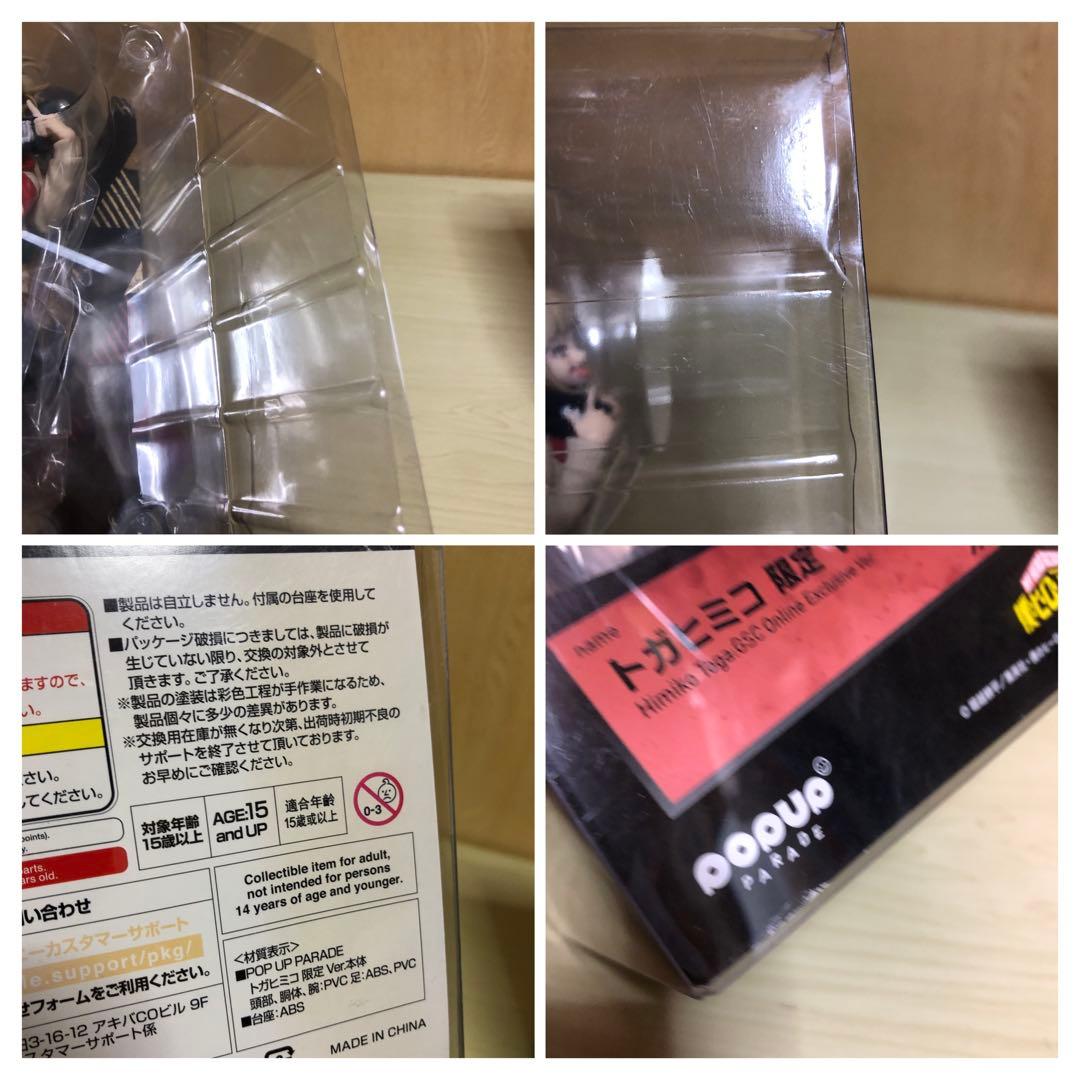 ■製品は自立しません。付属の台座を使用して
ください。
■パッケージ破損につきましては、製品に破損が
生じていない限り、交換の対象外とさせて
頂きます。ご了承ください。
※製品の塗装は彩色工程が手作業になるため、
製品個々に多少の差異があります。
※交換用在庫が無くなり次第、出荷時初期不良の
サポートを終了させて頂いております。
お早めにご確認ください。
ますので、
い。
ださい。
してください。
points).
y.
parts.
ars old.
対象年齢
15歳以上
AGE:15
and UP
適合年齢
15歳或以上
0-3
Collectible item for adult,
not intended for persons
14 years of age and younger.
い合わせ
ーカスタマーサポート
le.support/pkg/
せフォームをご利用ください。
3-16-12 アキバCOビル 9F
スタマーサポート係
<材質表示>
■POP UP PARADE
トガヒミコ 限定 Ver.本体
頭部、胴体、腕:PVC 足:ABS、PVC
■台座:ABS
MADE IN CHINA
name
トガヒミコ 限定
Himiko Toga GSC Online Exclusive Ver.
POPUP
PARADE